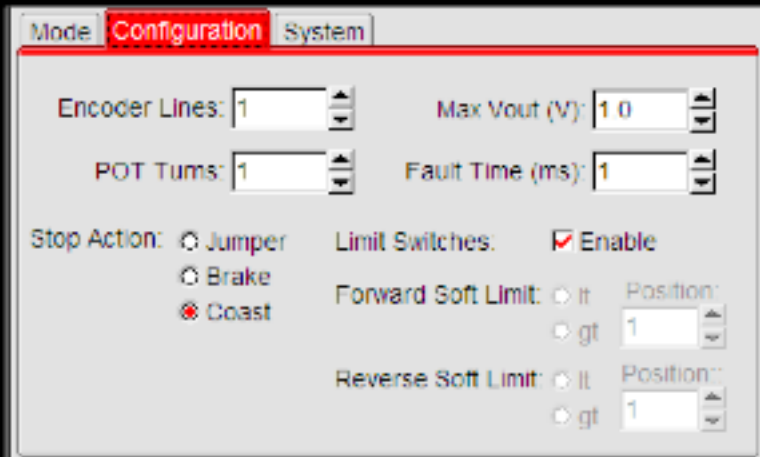 Mode Configuration System
Encoder Lines: 1 Max Vout (V): 1.0
POT Turns: 1 Fault Time (ms): 1
Stop Action: Jumper Limit Switches: Enable
Brake
Coast
Forward Soft Limit: lt Position:
gt 1
Reverse Soft Limit: lt Position::
gt 1